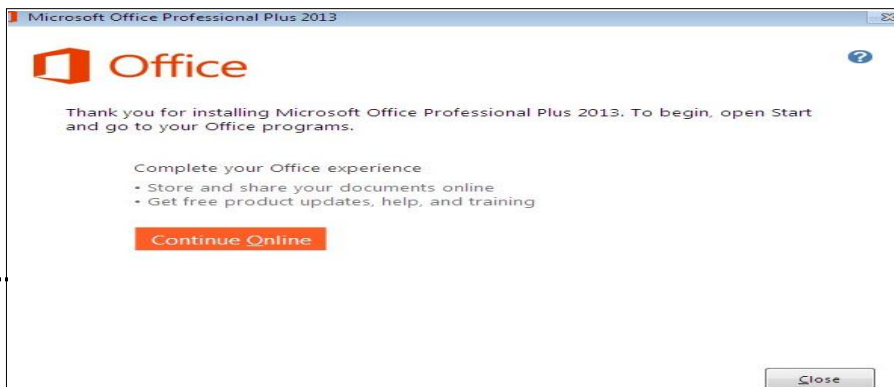 Microsoft Office Professional Plus 2013
Office
?
Thank you for installing Microsoft Office Professional Plus 2013. To begin, open Start
and go to your Office programs.
Complete your Office experience
• Store and share your documents online
• Get free product updates, help, and training
Continue Online
Close